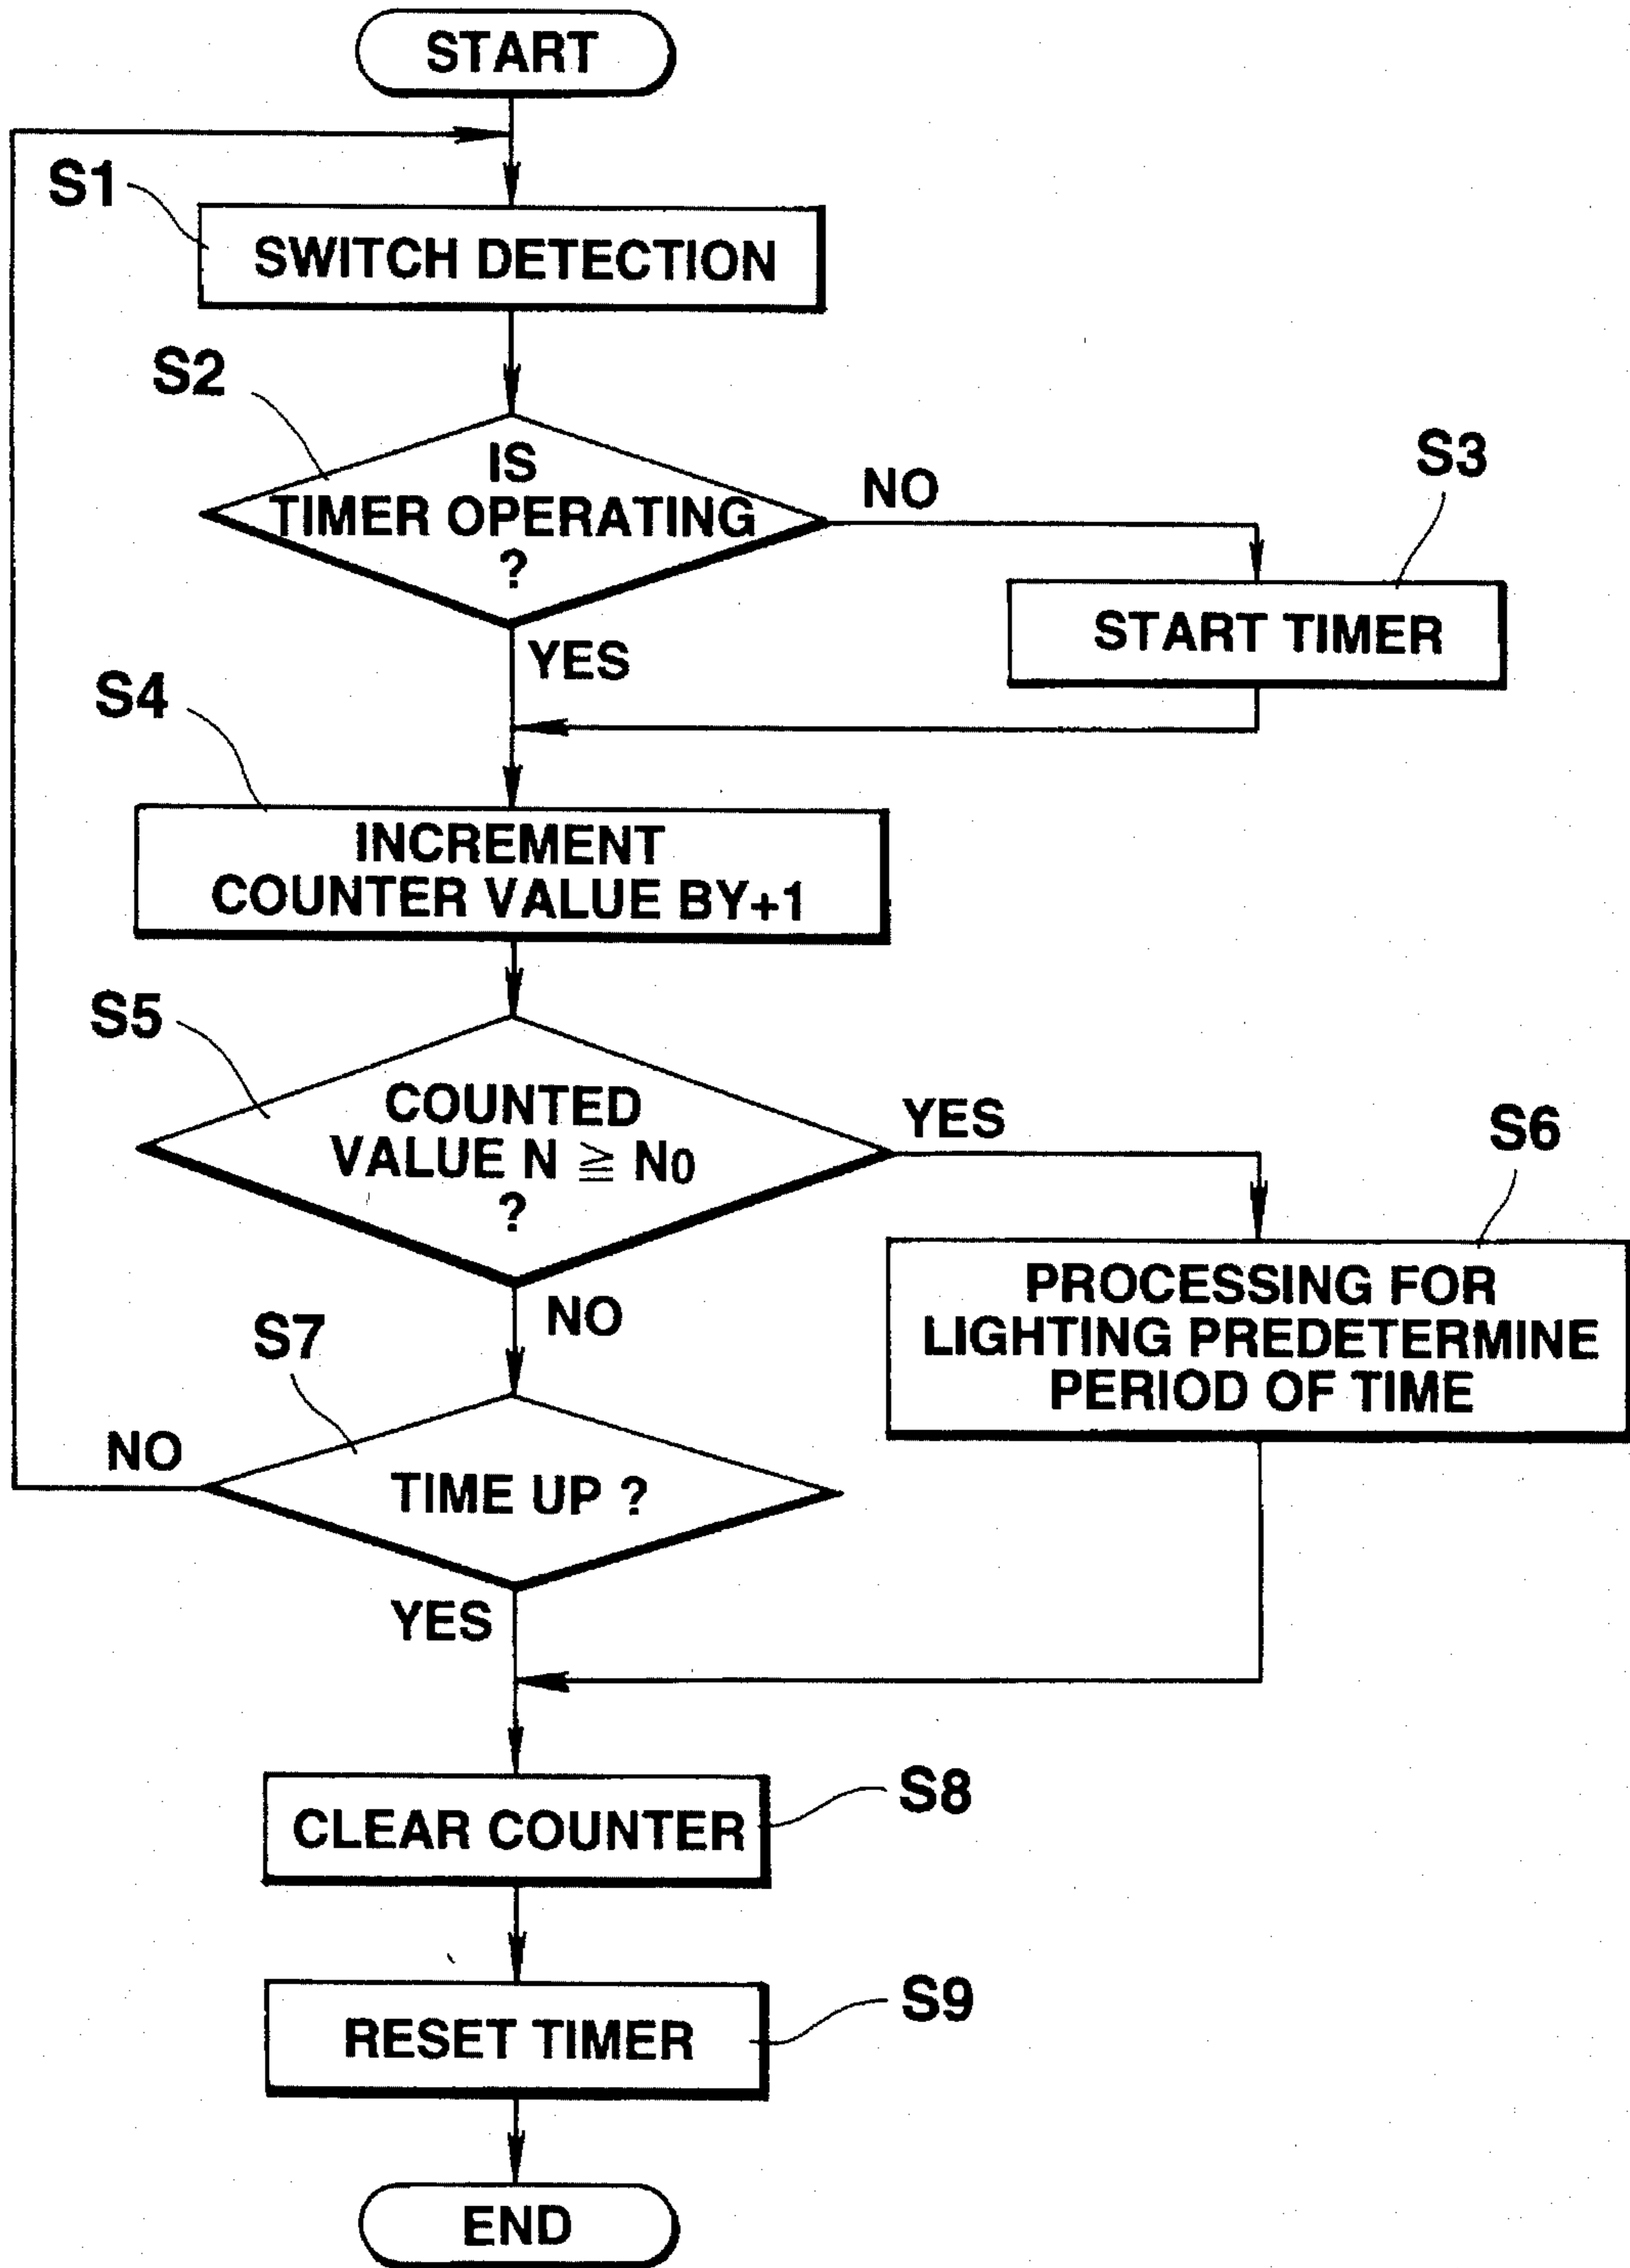 START
S1
SWITCH DETECTION
S2
IS
TIMER OPERATING
?
NO
S3
START TIMER
YES
S4
INCREMENT
COUNTER VALUE BY+1
S5
COUNTED
VALUE N ≧ N0
?
YES
S6
PROCESSING FOR
LIGHTING PREDETERMINE
PERIOD OF TIME
NO
S7
NO
TIME UP ?
YES
S8
CLEAR COUNTER
S9
RESET TIMER
END